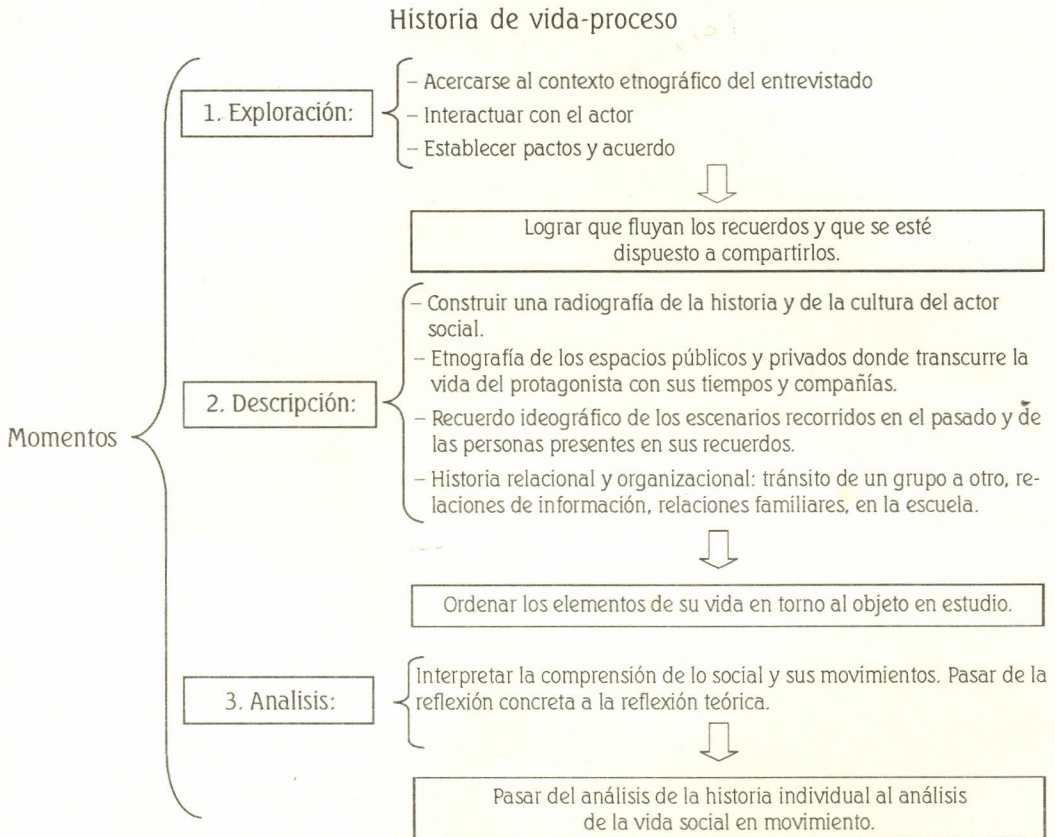 Historia de vida-proceso
Momentos
1. Exploración:
– Acercarse al contexto etnográfico del entrevistado
– Interactuar con el actor
– Establecer pactos y acuerdo
Lograr que fluyan los recuerdos y que se esté
dispuesto a compartirlos.
2. Descripción:
– Construir una radiografía de la historia y de la cultura del actor
social.
– Etnografía de los espacios públicos y privados donde transcurre la
vida del protagonista con sus tiempos y compañías.
– Recuerdo ideográfico de los escenarios recorridos en el pasado y de
las personas presentes en sus recuerdos.
– Historia relacional y organizacional: tránsito de un grupo a otro, re-
laciones de información, relaciones familiares, en la escuela.
Ordenar los elementos de su vida en torno al objeto en estudio.
3. Analisis:
Interpretar la comprensión de lo social y sus movimientos. Pasar de la
reflexión concreta a la reflexión teórica.
Pasar del análisis de la historia individual al análisis
de la vida social en movimiento.